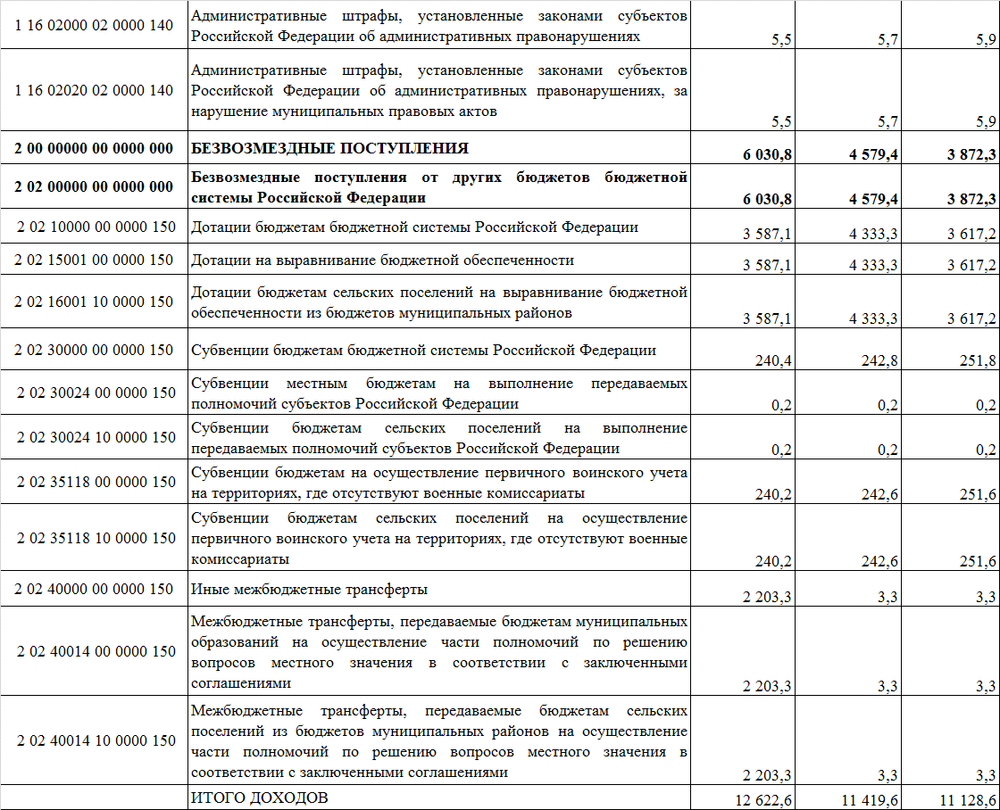 1 16 02000 02 0000 140 Административные штрафы, установленные законами субъектов
Российской Федерации об административных правонарушениях 5,5 5,7 5,9
1 16 02020 02 0000 140 Административные штрафы, установленные законами субъектов
Российской Федерации об административных правонарушениях, за
нарушение муниципальных правовых актов 5,5 5,7 5,9
2 00 00000 00 0000 000 БЕЗВОЗМЕЗДНЫЕ ПОСТУПЛЕНИЯ 6 030,8 4 579,4 3 872,3
2 02 00000 00 0000 000 Безвозмездные поступления от других бюджетов бюджетной
системы Российской Федерации 6 030,8 4 579,4 3 872,3
2 02 10000 00 0000 150 Дотации бюджетам бюджетной системы Российской Федерации 3 587,1 4 333,3 3 617,2
2 02 15001 00 0000 150 Дотации на выравнивание бюджетной обеспеченности 3 587,1 4 333,3 3 617,2
2 02 16001 10 0000 150 Дотации бюджетам сельских поселений на выравнивание бюджетной
обеспеченности из бюджетов муниципальных районов 3 587,1 4 333,3 3 617,2
2 02 30000 00 0000 150 Субвенции бюджетам бюджетной системы Российской Федерации 240,4 242,8 251,8
2 02 30024 00 0000 150 Субвенции местным бюджетам на выполнение передаваемых
полномочий субъектов Российской Федерации 0,2 0,2 0,2
2 02 30024 10 0000 150 Субвенции бюджетам сельских поселений на выполнение
передаваемых полномочий субъектов Российской Федерации 0,2 0,2 0,2
2 02 35118 00 0000 150 Субвенции бюджетам на осуществление первичного воинского учета
на территориях, где отсутствуют военные комиссариаты 240,2 242,6 251,6
2 02 35118 10 0000 150 Субвенции бюджетам сельских поселений на осуществление
первичного воинского учета на территориях, где отсутствуют военные
комиссариаты 240,2 242,6 251,6
2 02 40000 00 0000 150 Иные межбюджетные трансферты 2 203,3 3,3 3,3
2 02 40014 00 0000 150 Межбюджетные трансферты, передаваемые бюджетам муниципальных
образований на осуществление части полномочий по решению
вопросов местного значения в соответствии с заключенными
соглашениями 2 203,3 3,3 3,3
2 02 40014 10 0000 150 Межбюджетные трансферты, передаваемые бюджетам сельских
поселений из бюджетов муниципальных районов на осуществление
части полномочий по решению вопросов местного значения в
соответствии с заключенными соглашениями 2 203,3 3,3 3,3
ИТОГО ДОХОДОВ 12 622,6 11 419,6 11 128,6